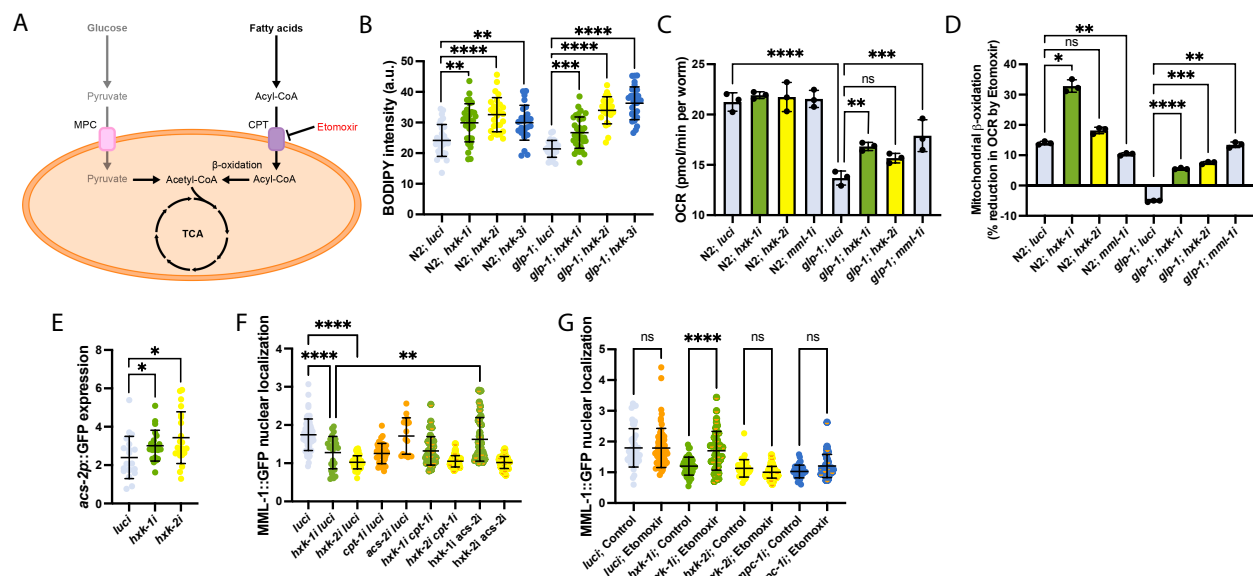 A
Glucose
Fatty acids
Pyruvate
Acyl-CoA
MPC
CPT
Etomoxir
β-oxidation
Pyruvate
Acetyl-CoA
Acyl-CoA
TCA
B
BODIPY intensity (a.u.)
50
40
30
20
10
0
**
****
**
****
****
***
N2; luci
N2; hxk-1i
N2; hxk-2i
N2; hxk-3i
glp-1; luci
glp-1; hxk-1i
glp-1; hxk-2i
glp-1; hxk-3i
C
OCR (pmol/min per worm)
25
20
15
10
****
***
ns
**
N2; luci
N2; hxk-1i
N2; hxk-2i
N2; mml-1i
glp-1; luci
glp-1; hxk-1i
glp-1; hxk-2i
glp-1; mml-1i
D
Mitochondrial β-oxidation
(% reduction in OCR by Etomoxir)
40
30
20
10
0
-10
**
ns
*
**
***
****
N2; luci
N2; hxk-1i
N2; hxk-2i
N2; mml-1i
glp-1; luci
glp-1; hxk-1i
glp-1; hxk-2i
glp-1; mml-1i
E
acs-2p::GFP expression
8
6
4
2
0
*
*
luci
hxk-1i
hxk-2i
F
MML-1::GFP nuclear localization
4
3
2
1
0
****
****
**
luci
hxk-1i luci
hxk-2i luci
cpt-1i luci
acs-2i luci
hxk-1i cpt-1i
hxk-2i cpt-1i
hxk-1i acs-2i
hxk-2i acs-2i
G
MML-1::GFP nuclear localization
5
4
3
2
1
0
ns
****
ns
ns
luci; Control
luci; Etomoxir
hxk-1i; Control
xk-1i; Etomoxir
hxk-2i; Control
xk-2i; Etomoxir
mpc-1i; Control
pc-1i; Etomoxir